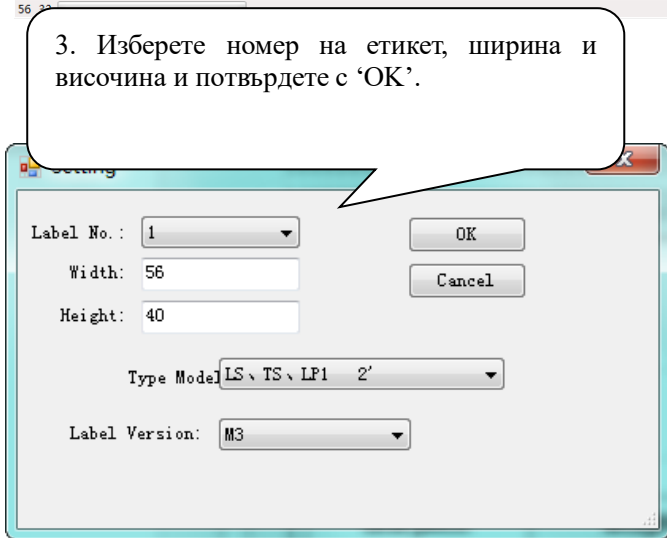 3. Изберете номер на етикет, ширина и
височина и потвърдете с ‘OK’.
Label No.: 1
OK
Width: 56
Cancel
Height: 40
Type Model LS、TS、LP1 2'
Label Version: M3